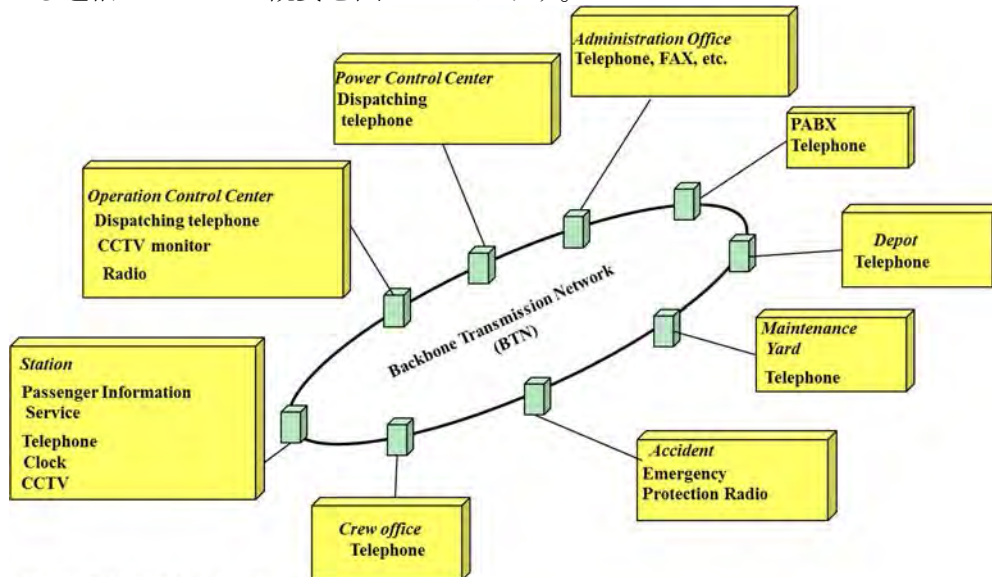 Administration Office
Telephone, FAX, etc.
Power Control Center
Dispatching
telephone
PABX
Telephone
Operation Control Center
Dispatching telephone
CCTV monitor
Radio
Depot
Telephone
Backbone Transmission Network
(BTN)
Maintenance
Yard
Telephone
Station
Passenger Information
Service
Telephone
Clock
CCTV
Accident
Emergency
Protection Radio
Crew office
Telephone